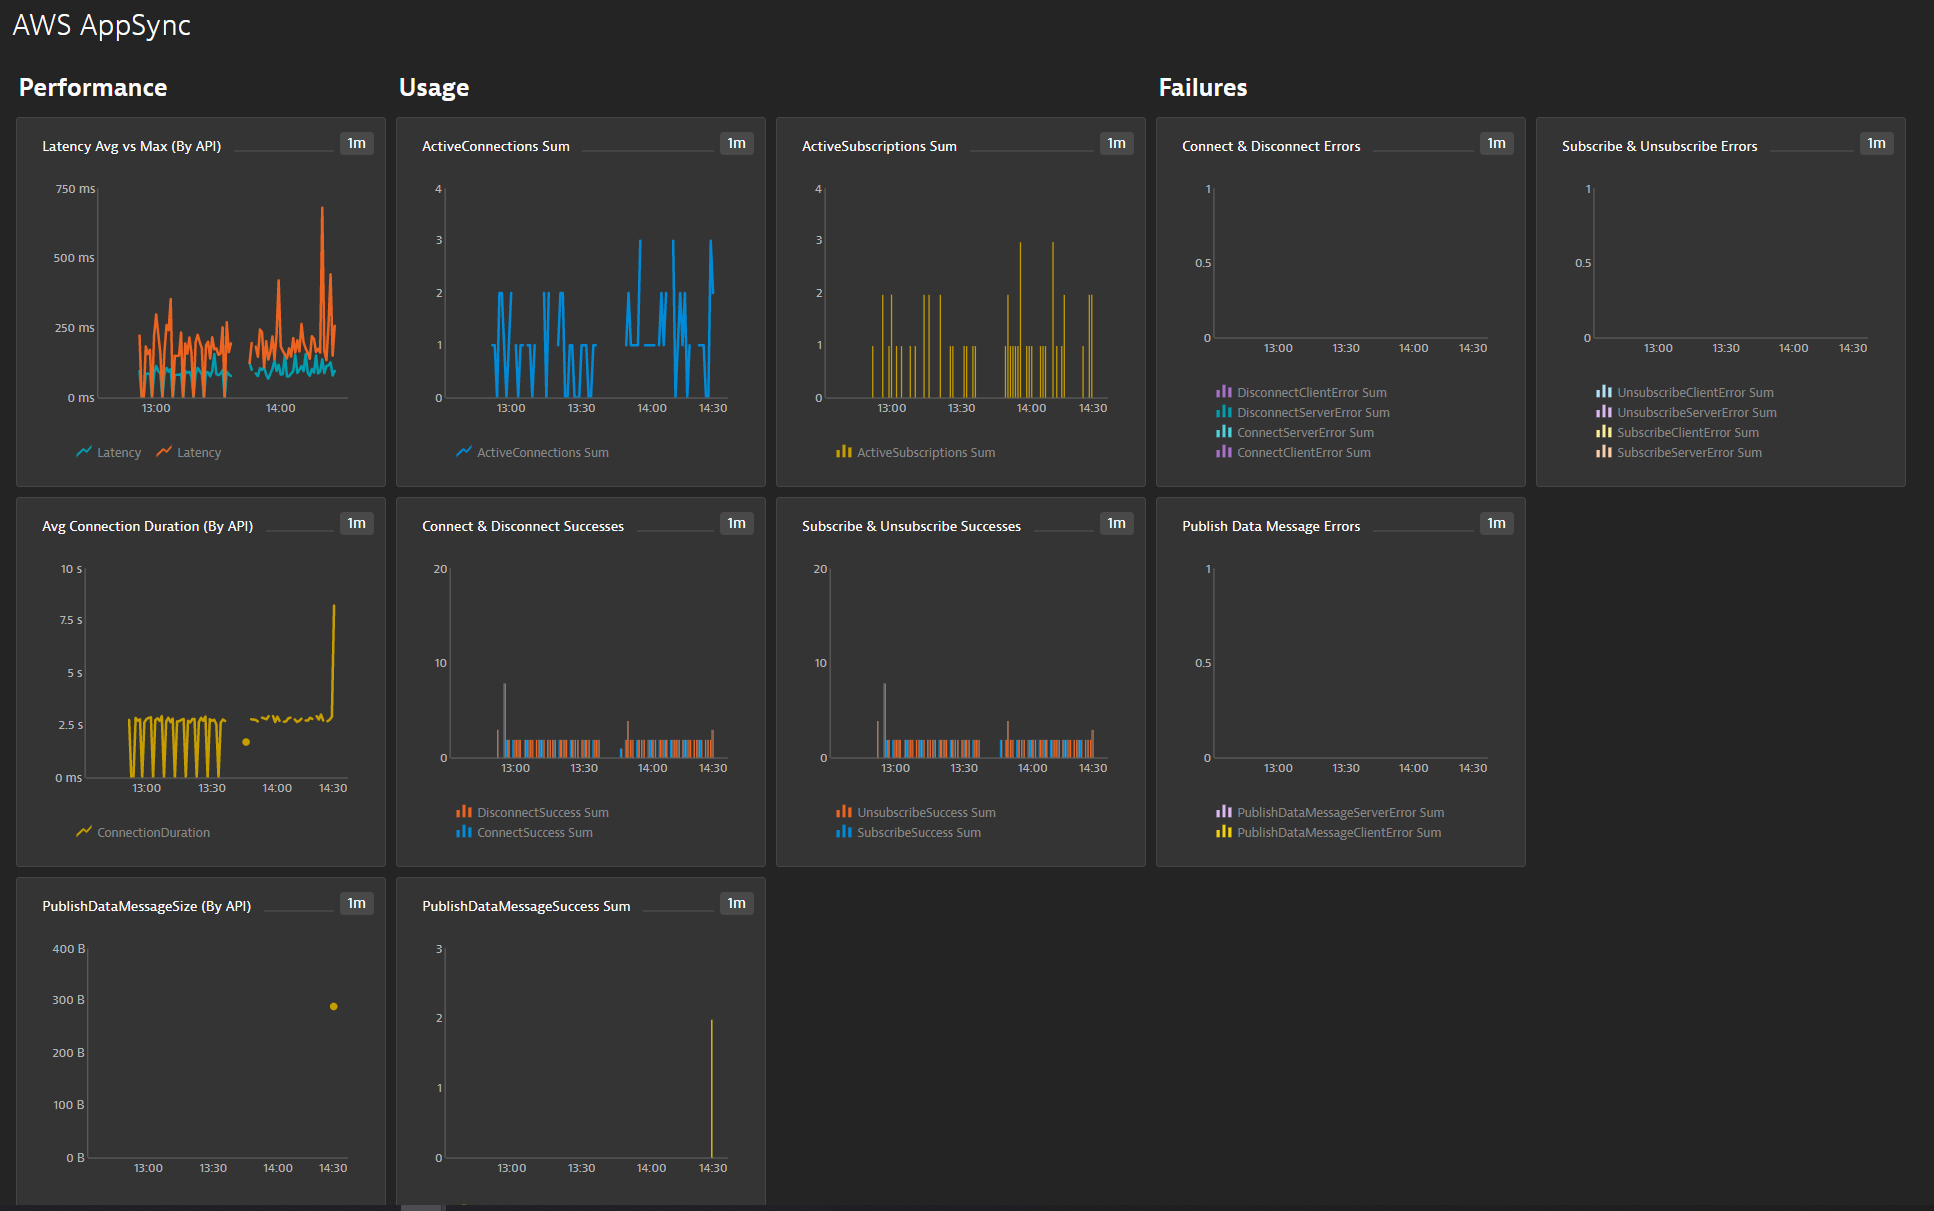 AWS AppSync
Performance
Usage
Failures
Latency Avg vs Max (By API)
1m
750 ms
500 ms
250 ms
0 ms
13:00 14:00
Latency Latency
ActiveConnections Sum
1m
4
3
2
1
0
13:00 13:30 14:00 14:30
ActiveConnections Sum
ActiveSubscriptions Sum
1m
4
3
2
1
0
13:00 13:30 14:00 14:30
ActiveSubscriptions Sum
Connect & Disconnect Errors
1m
1
0.5
0
13:00 13:30 14:00 14:30
DisconnectClientError Sum
DisconnectServerError Sum
ConnectServerError Sum
ConnectClientError Sum
Subscribe & Unsubscribe Errors
1m
1
0.5
0
13:00 13:30 14:00 14:30
UnsubscribeClientError Sum
UnsubscribeServerError Sum
SubscribeClientError Sum
SubscribeServerError Sum
Avg Connection Duration (By API)
1m
10 s
7.5 s
5 s
2.5 s
0 ms
13:00 13:30 14:00 14:30
ConnectionDuration
Connect & Disconnect Successes
1m
20
10
0
13:00 13:30 14:00 14:30
DisconnectSuccess Sum
ConnectSuccess Sum
Subscribe & Unsubscribe Successes
1m
20
10
0
13:00 13:30 14:00 14:30
UnsubscribeSuccess Sum
SubscribeSuccess Sum
Publish Data Message Errors
1m
1
0.5
0
13:00 13:30 14:00 14:30
PublishDataMessageServerError Sum
PublishDataMessageClientError Sum
PublishDataMessageSize (By API)
1m
400 B
300 B
200 B
100 B
0 B
13:00 13:30 14:00 14:30
PublishDataMessageSuccess Sum
1m
3
2
1
0
13:00 13:30 14:00 14:30